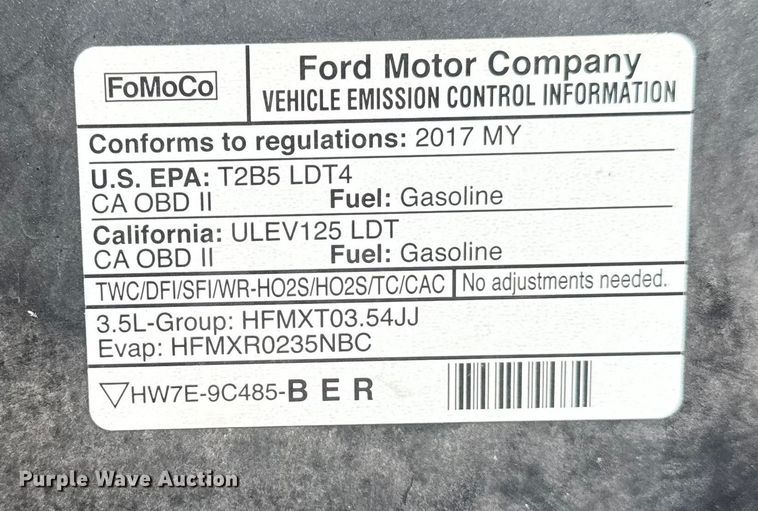 FoMoCo
Ford Motor Company
VEHICLE EMISSION CONTROL INFORMATION
Conforms to regulations: 2017 MY
U.S. EPA: T2B5 LDT4
CA OBD II Fuel: Gasoline
California: ULEV125 LDT
CA OBD II Fuel: Gasoline
TWC/DFI/SFI/WR-HO2S/HO2S/TC/CAC No adjustments needed.
3.5L-Group: HFMXT03.54JJ
Evap: HFMXR0235NBC
▽HW7E-9C485-BER
Purple Wave Auction